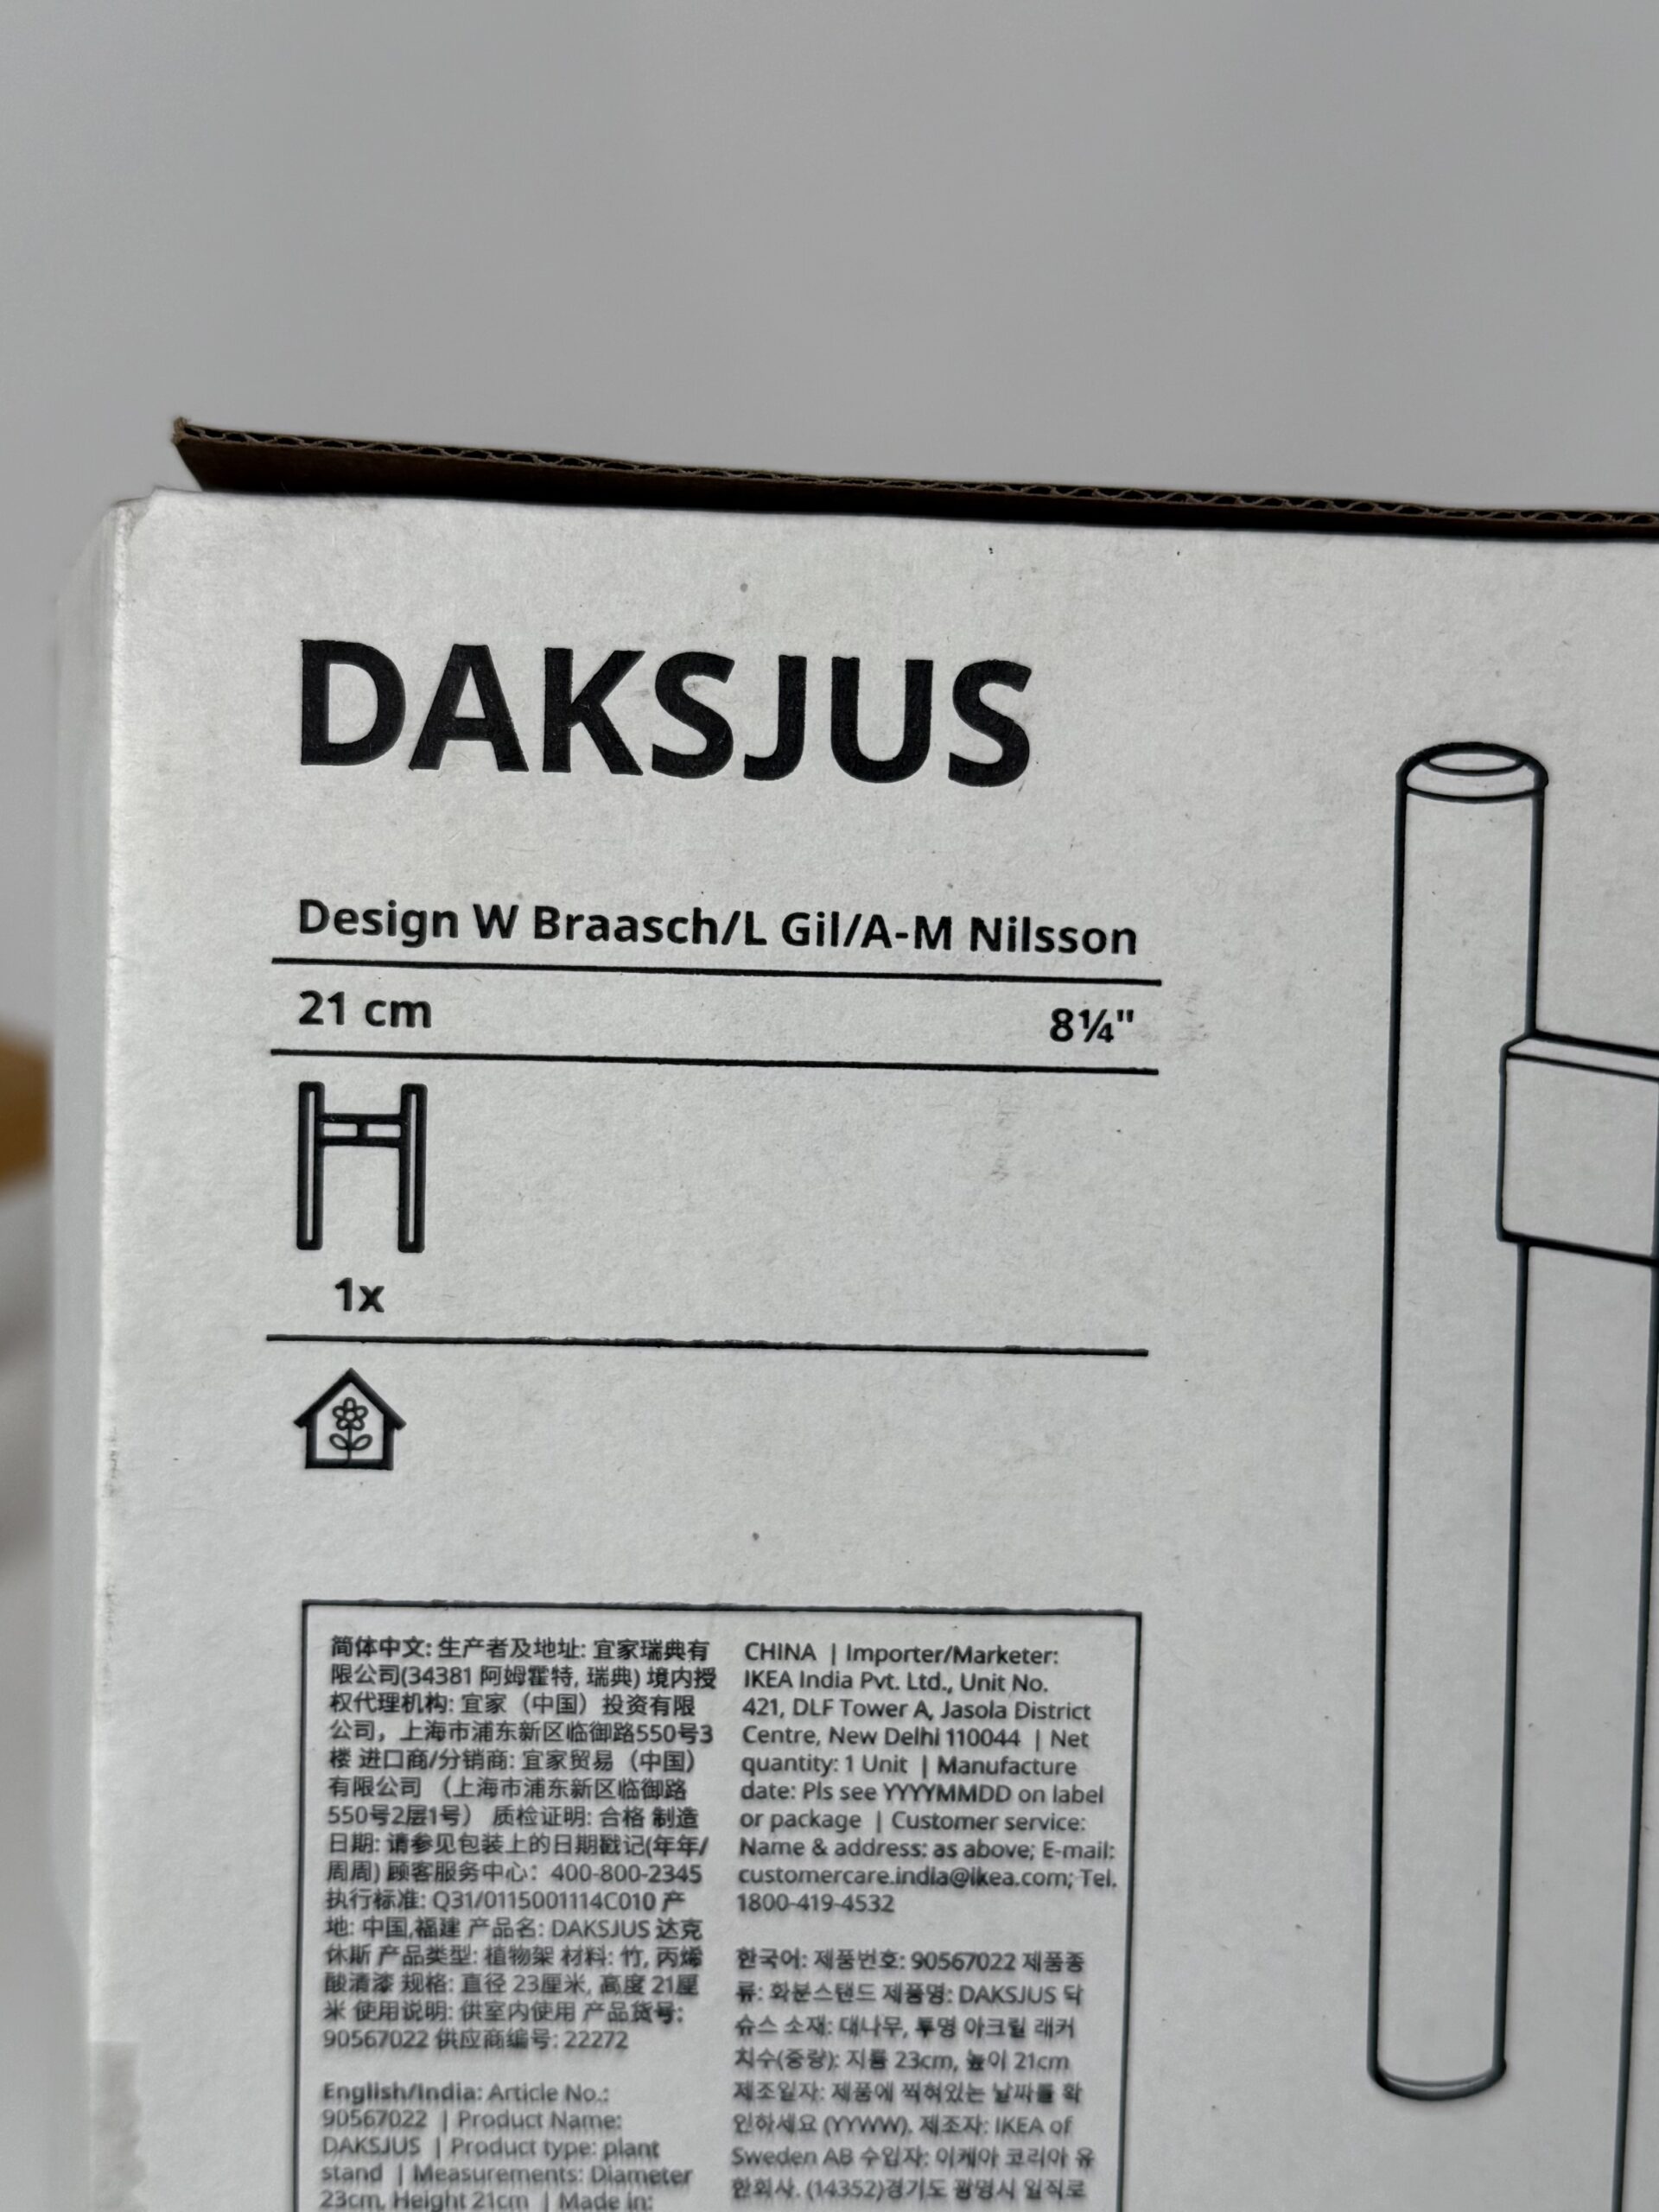 DAKSJUS
Design W Braasch/L Gil/A-M Nilsson
21 cm 8¼"
1x
简体中文: 生产者及地址: 宜家瑞典有
限公司(34381 阿姆霍特, 瑞典) 境内授
权代理机构: 宜家（中国）投资有限
公司，上海市浦东新区临御路550号3
楼 进口商/分销商: 宜家贸易（中国）
有限公司 （上海市浦东新区临御路
550号2层1号） 质检证明: 合格 制造
日期: 请参见包装上的日期戳记(年年/
周周) 顾客服务中心：400-800-2345
执行标准: Q31/0115001114C010 产
地: 中国,福建 产品名: DAKSJUS 达克
休斯 产品类型: 植物架 材料: 竹, 丙烯
酸清漆 规格: 直径 23厘米, 高度 21厘
米 使用说明: 供室内使用 产品货号:
90567022 供应商编号: 22272
English/India: Article No.:
90567022 | Product Name:
DAKSJUS | Product type: plant
stand | Measurements: Diameter
23cm, Height 21cm | Made in:
CHINA | Importer/Marketer:
IKEA India Pvt. Ltd., Unit No.
421, DLF Tower A, Jasola District
Centre, New Delhi 110044 | Net
quantity: 1 Unit | Manufacture
date: Pls see YYYYMMDD on label
or package | Customer service:
Name & address: as above; E-mail:
customercare.india@ikea.com; Tel.
1800-419-4532
한국어: 제품번호: 90567022 제품종
류: 화분스탠드 제품명: DAKSJUS 닥
슈스 소재: 대나무, 투명 아크릴 래커
치수(중량): 지름 23cm, 높이 21cm
제조일자: 제품에 찍혀있는 날짜를 확
인하세요 (YYWW). 제조자: IKEA of
Sweden AB 수입자: 이케아 코리아 유
한회사. (14352)경기도 광명시 일직로